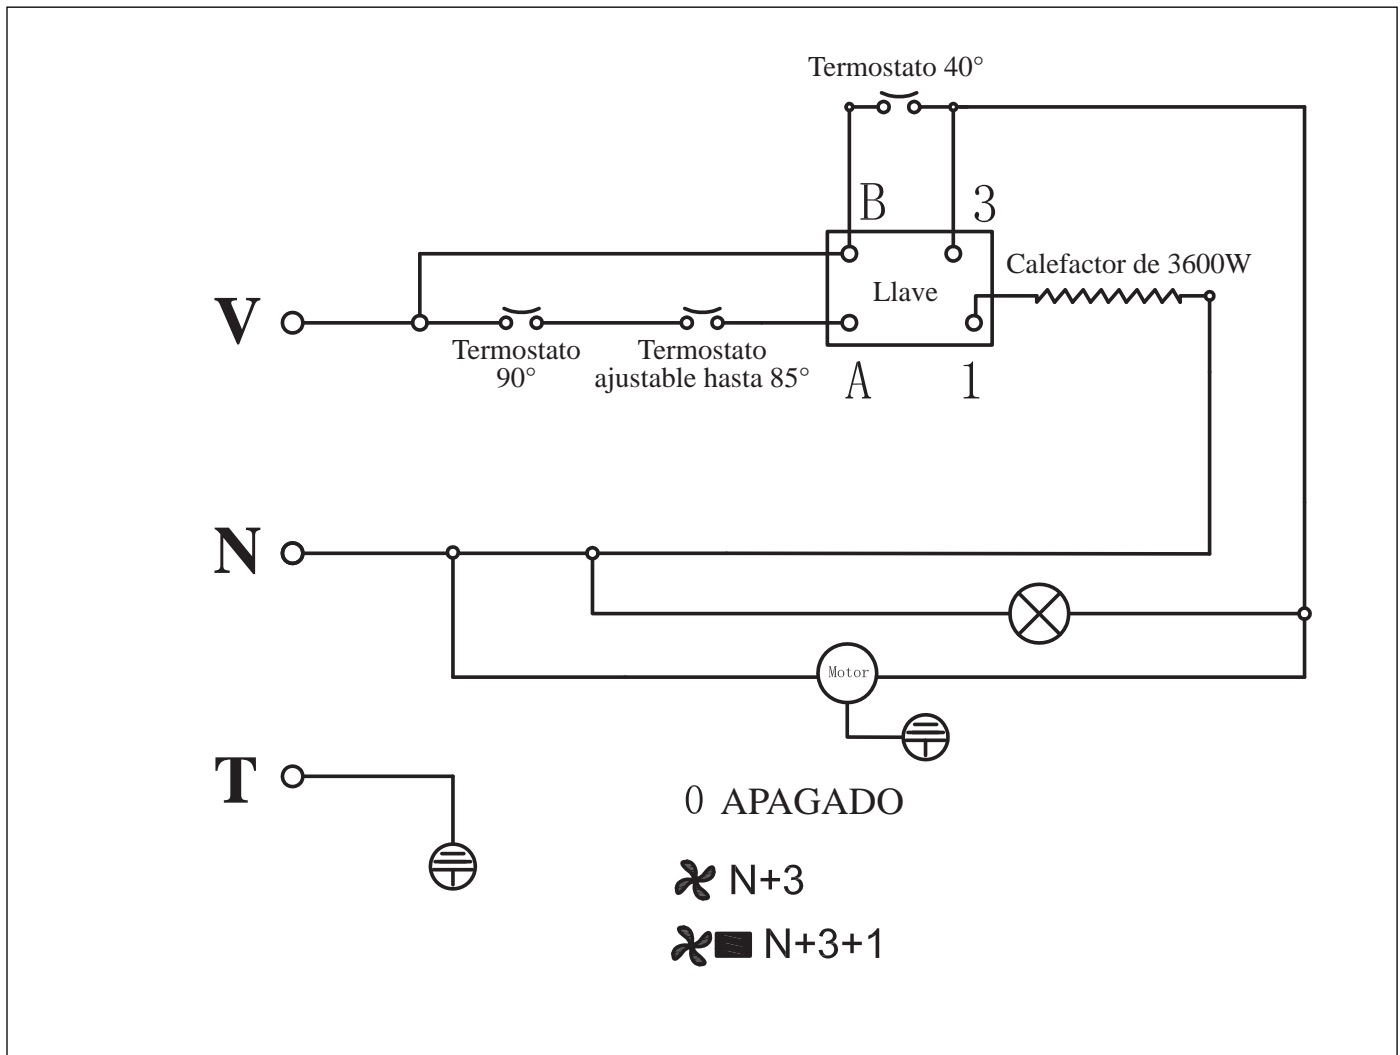 Termostato 40°
B 3
Calefactor de 3600W
Llave
V
Termostato
90°
Termostato
ajustable hasta 85°
A 1
N
Motor
T
0 APAGADO
N+3
N+3+1